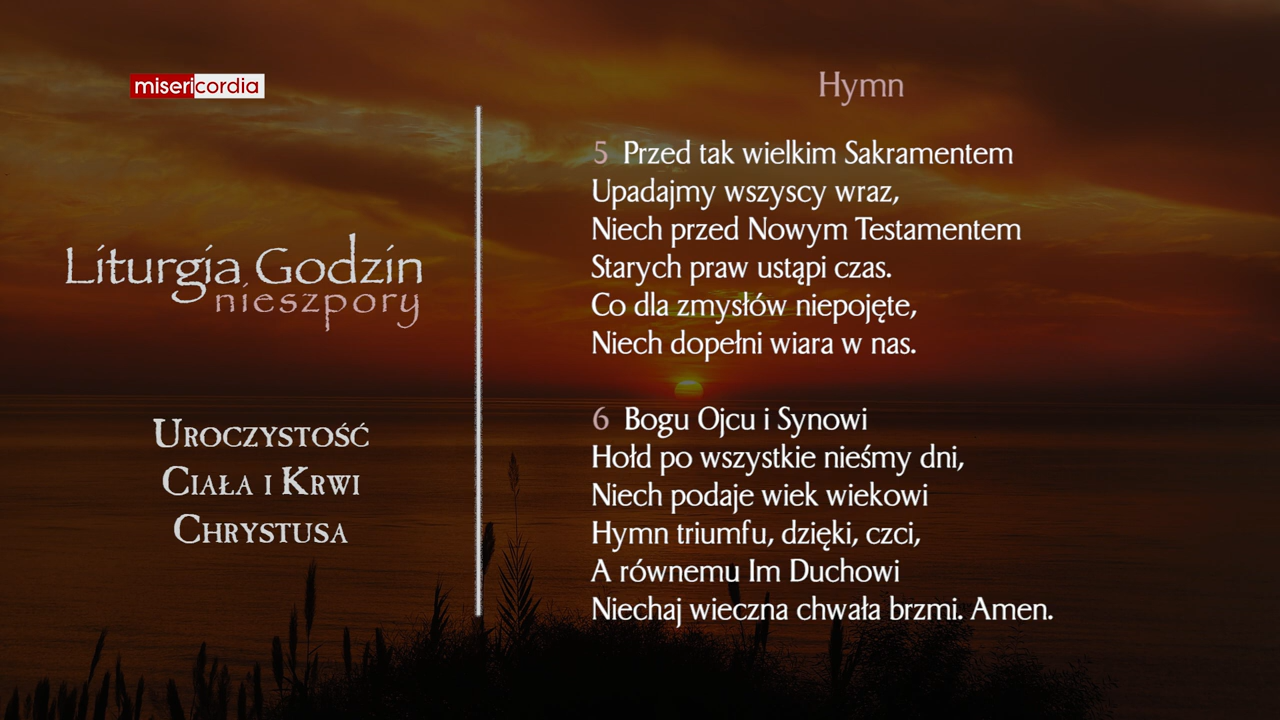 misericordia
Liturgia Godzin
nieszpory
Uroczystość
Ciała i Krwi
Chrystusa
Hymn
5 Przed tak wielkim Sakramentem
Upadajmy wszyscy wraz,
Niech przed Nowym Testamentem
Starych praw ustąpi czas.
Co dla zmysłów niepojęte,
Niech dopełni wiara w nas.
6 Bogu Ojcu i Synowi
Hołd po wszystkie nieśmy dni,
Niech podaje wiek wiekowi
Hymn triumfu, dzięki, czci,
A równemu Im Duchowi
Niechaj wieczna chwała brzmi. Amen.